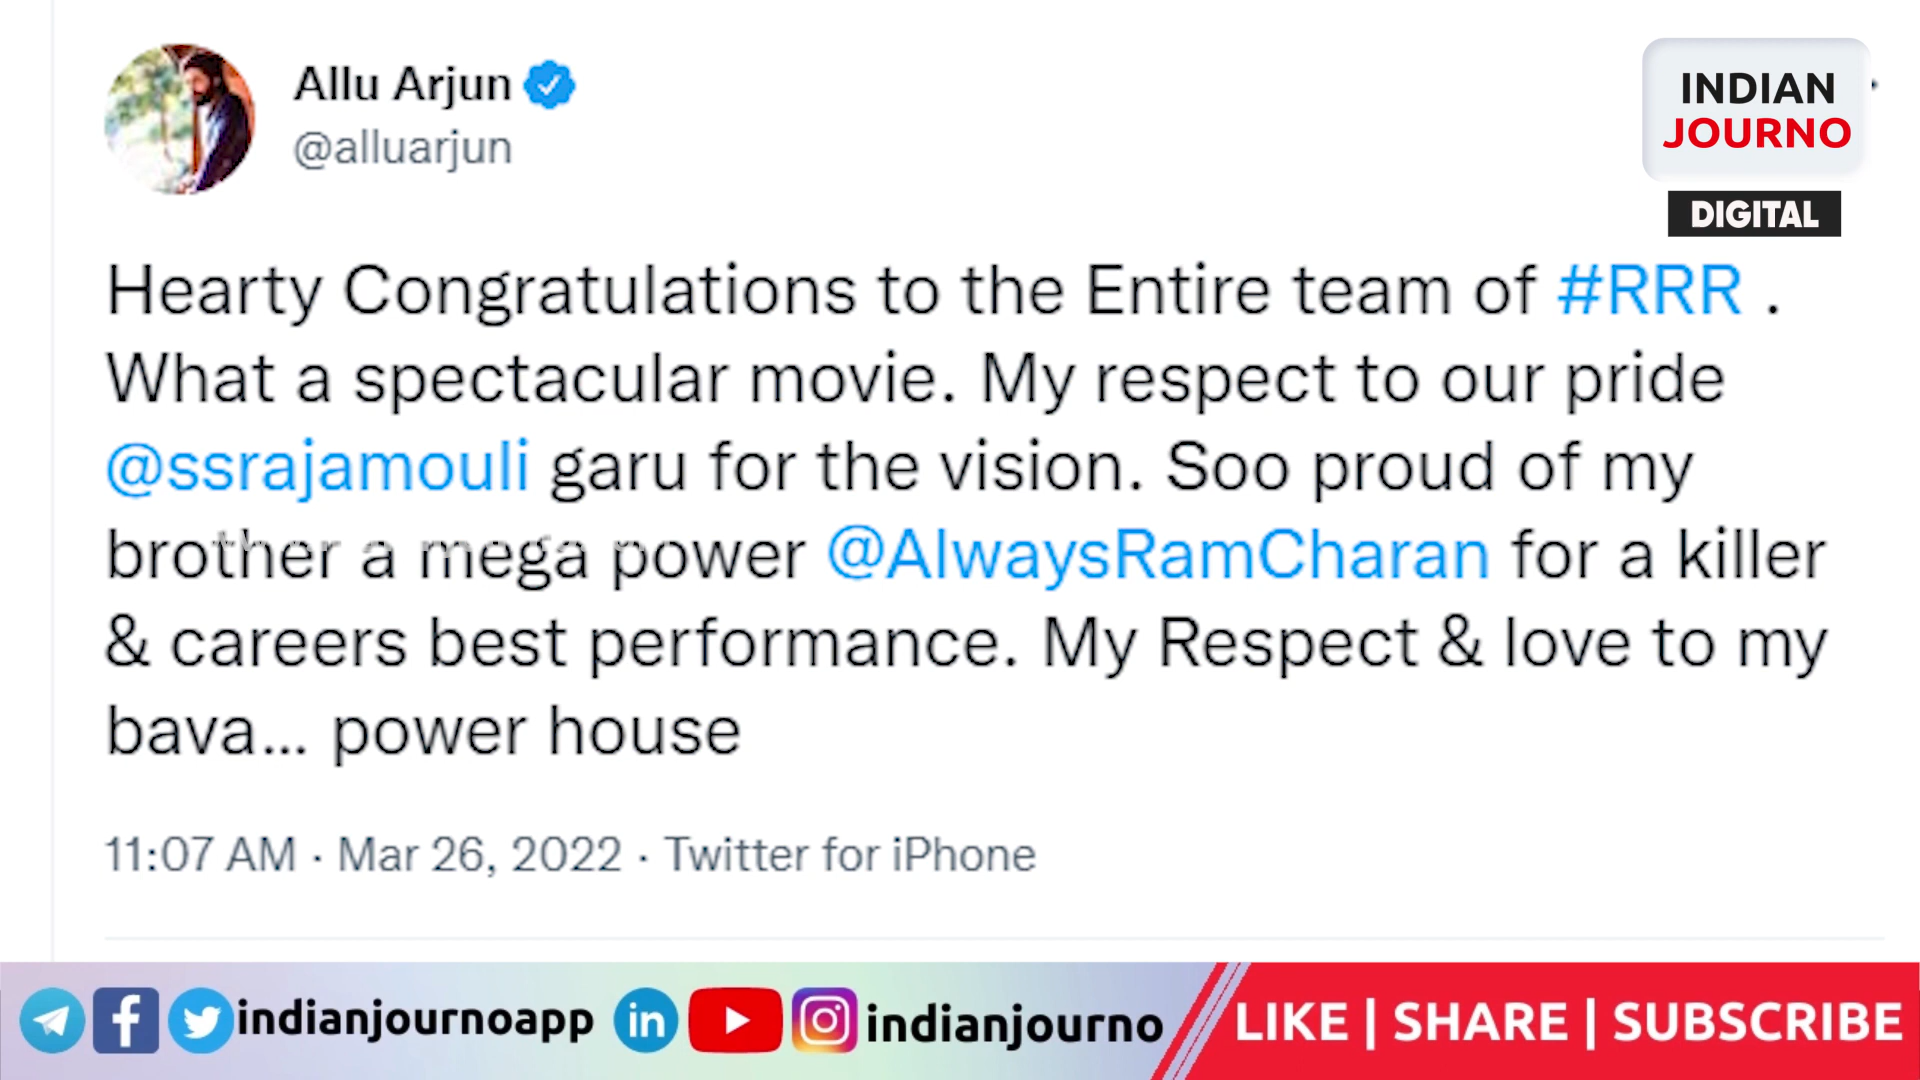 Allu Arjun
@alluarjun
INDIAN
JOURNO
DIGITAL
Hearty Congratulations to the Entire team of #RRR .
What a spectacular movie. My respect to our pride
@ssrajamouli garu for the vision. Soo proud of my
brother a mega power @AlwaysRamCharan for a killer
& careers best performance. My Respect & love to my
bava... power house
11:07 AM · Mar 26, 2022 · Twitter for iPhone
indianjournoapp indianjourno LIKE | SHARE | SUBSCRIBE